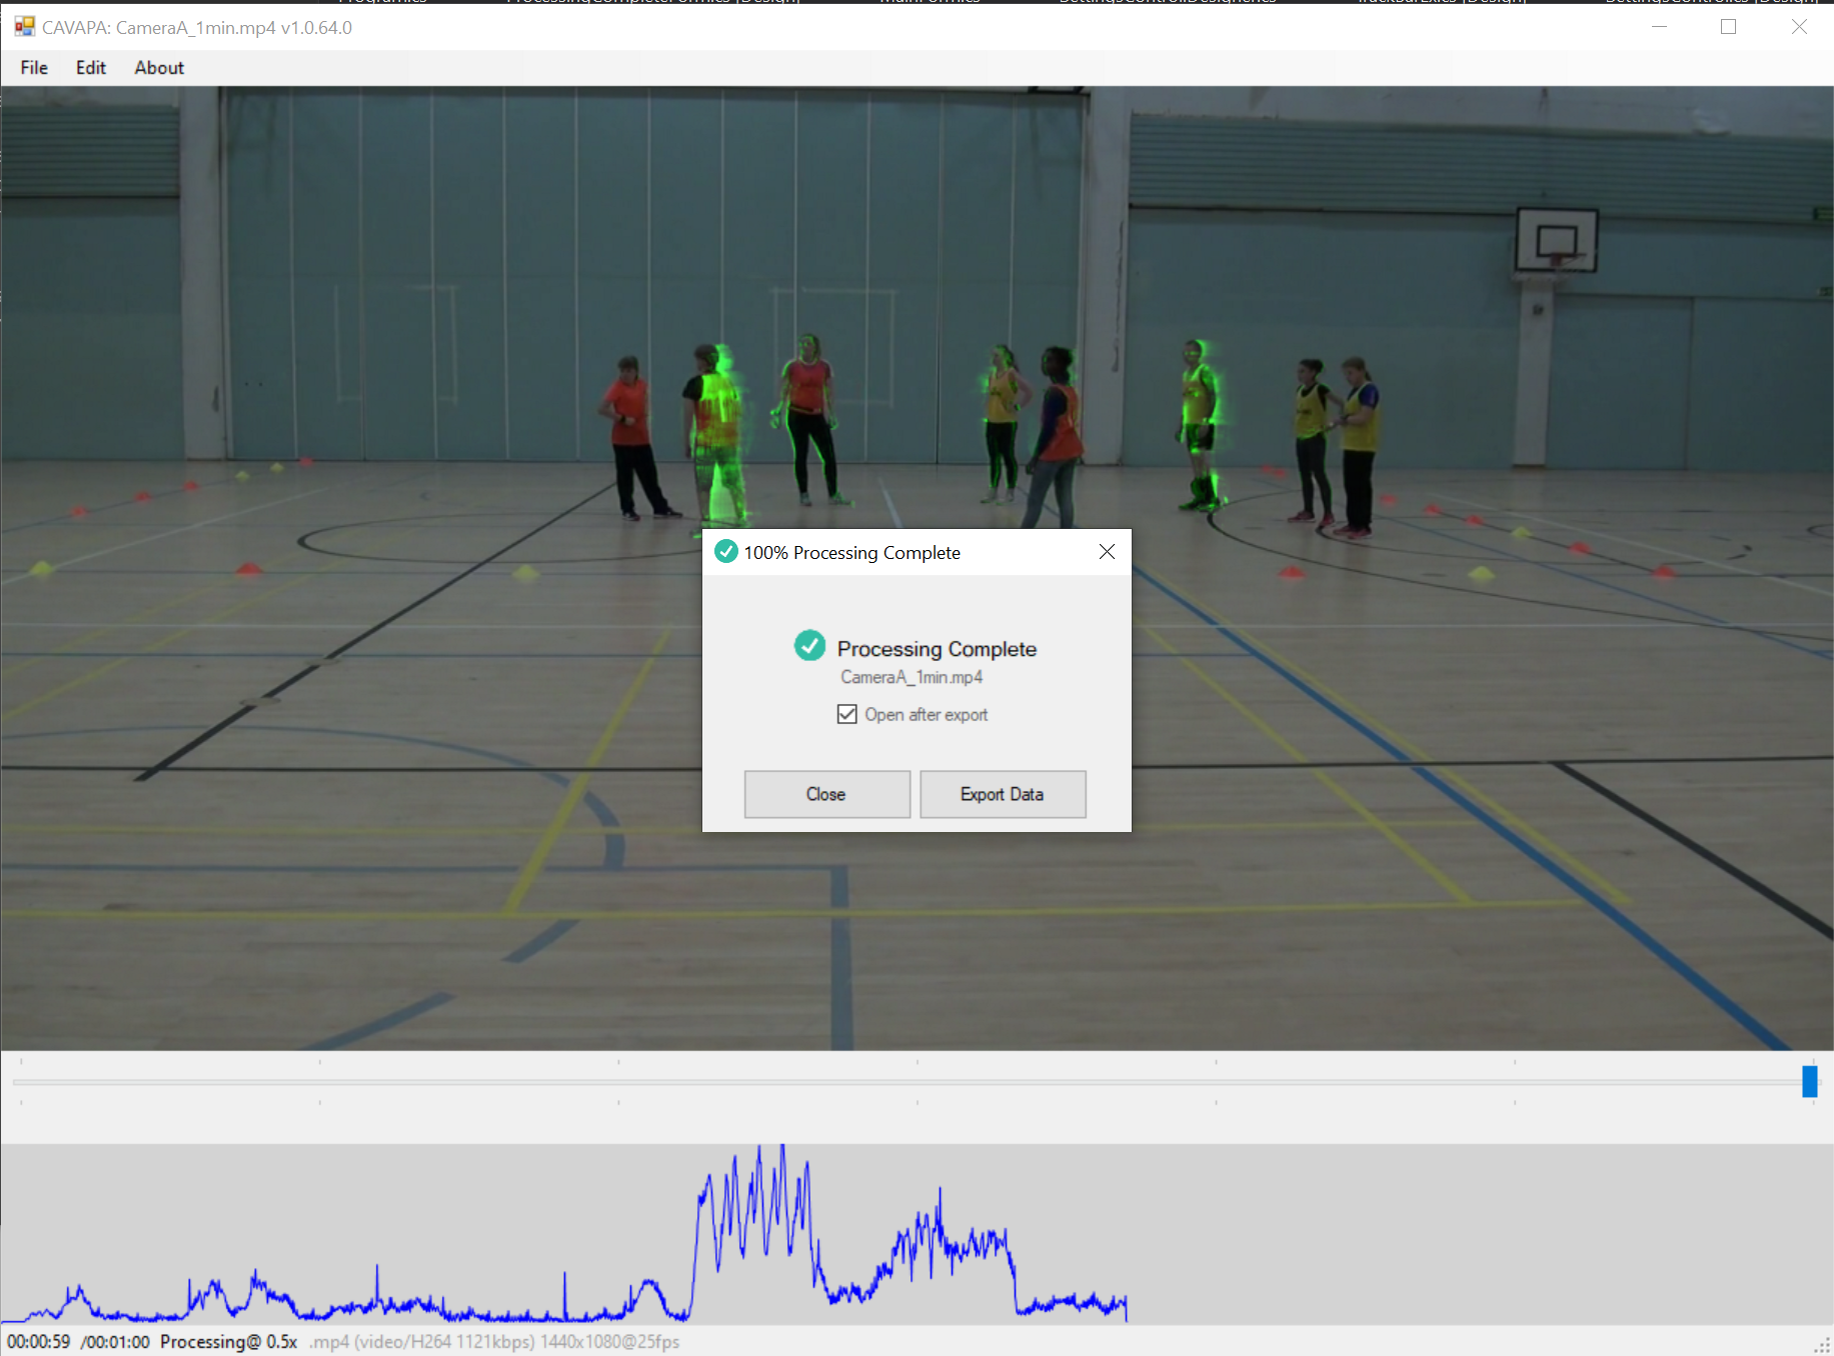 CAVAPA: CameraA_1min.mp4 v1.0.64.0
File Edit About
100% Processing Complete
Processing Complete
CameraA_1min.mp4
Open after export
Close Export Data
00:00:59 /00:01:00 Processing@ 0.5x .mp4 (video/H264 1121kbps) 1440x1080@25fps